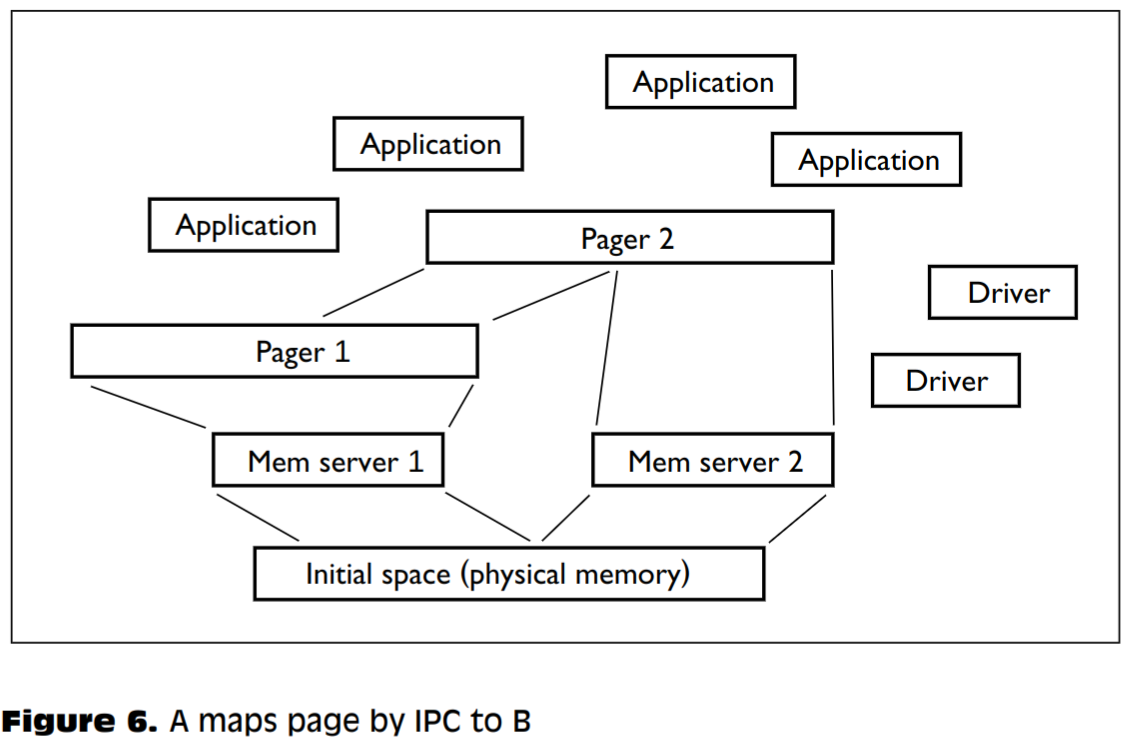 Application
Application
Application
Application
Pager 2
Driver
Pager 1
Driver
Mem server 1
Mem server 2
Initial space (physical memory)
Figure 6. A maps page by IPC to B